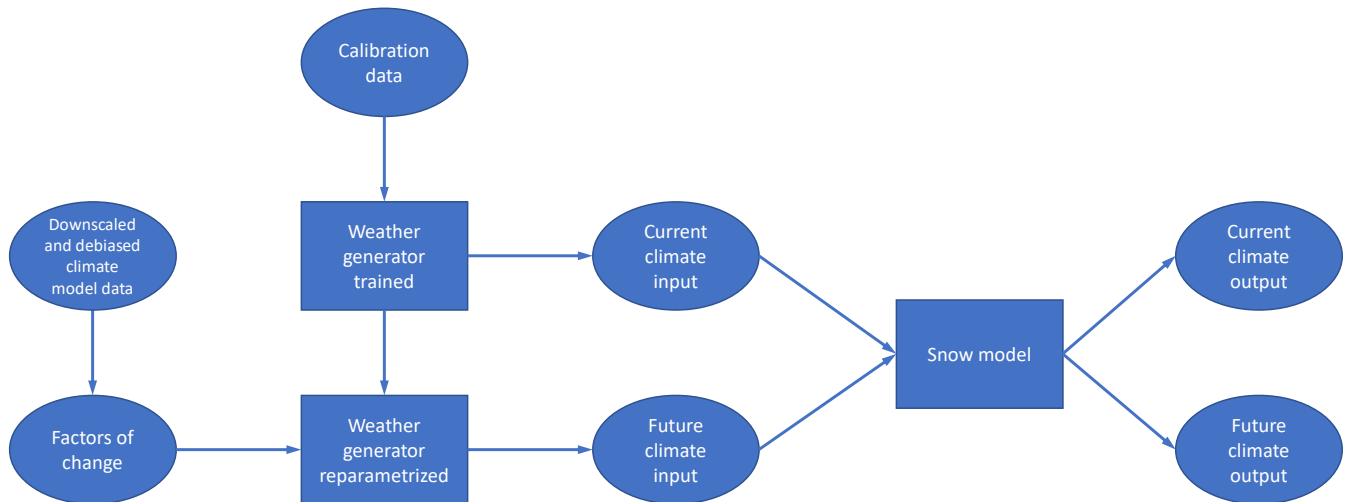 Calibration
data
Downscaled
and debiased
climate
model data
Weather
generator
trained
Current
climate
input
Current
climate
output
Snow model
Factors of
change
Weather
generator
reparametrized
Future
climate
input
Future
climate
output